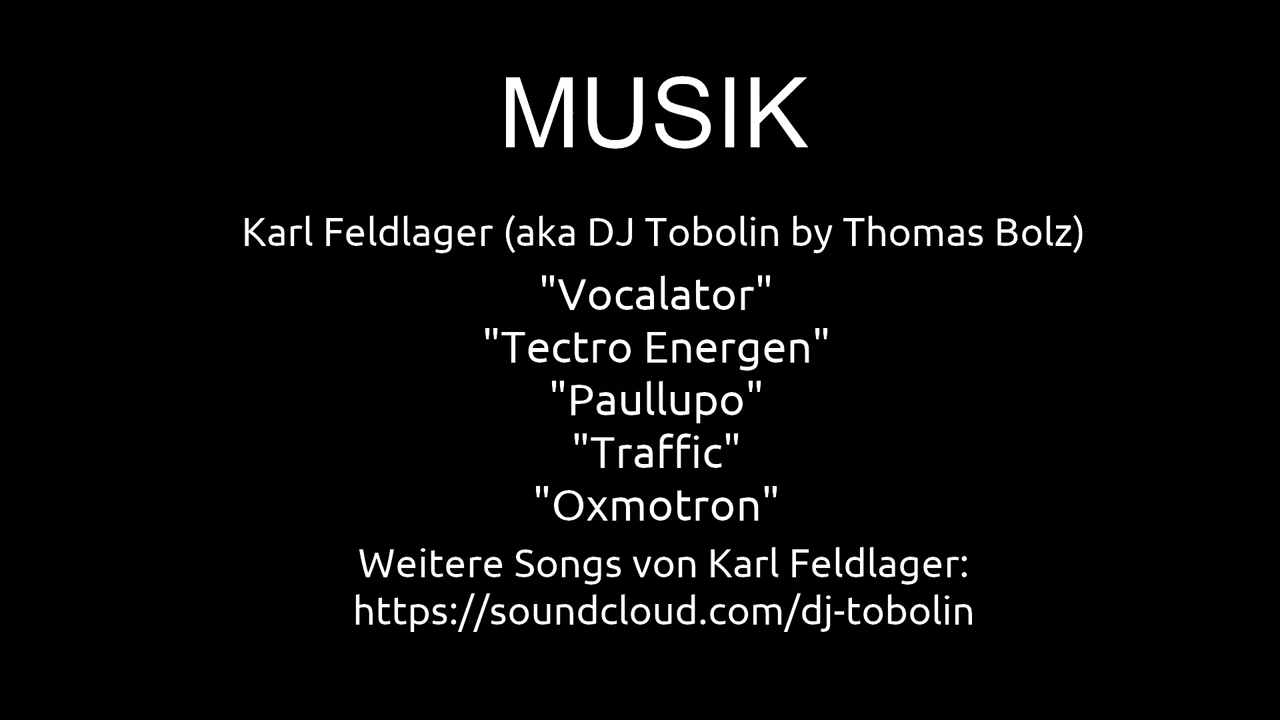 MUSIK
Karl Feldlager (aka DJ Tobolin by Thomas Bolz)
"Vocalator"
"Tectro Energen"
"Paullupo"
"Traffic"
"Oxmotron"
Weitere Songs von Karl Feldlager:
https://soundcloud.com/dj-tobolin